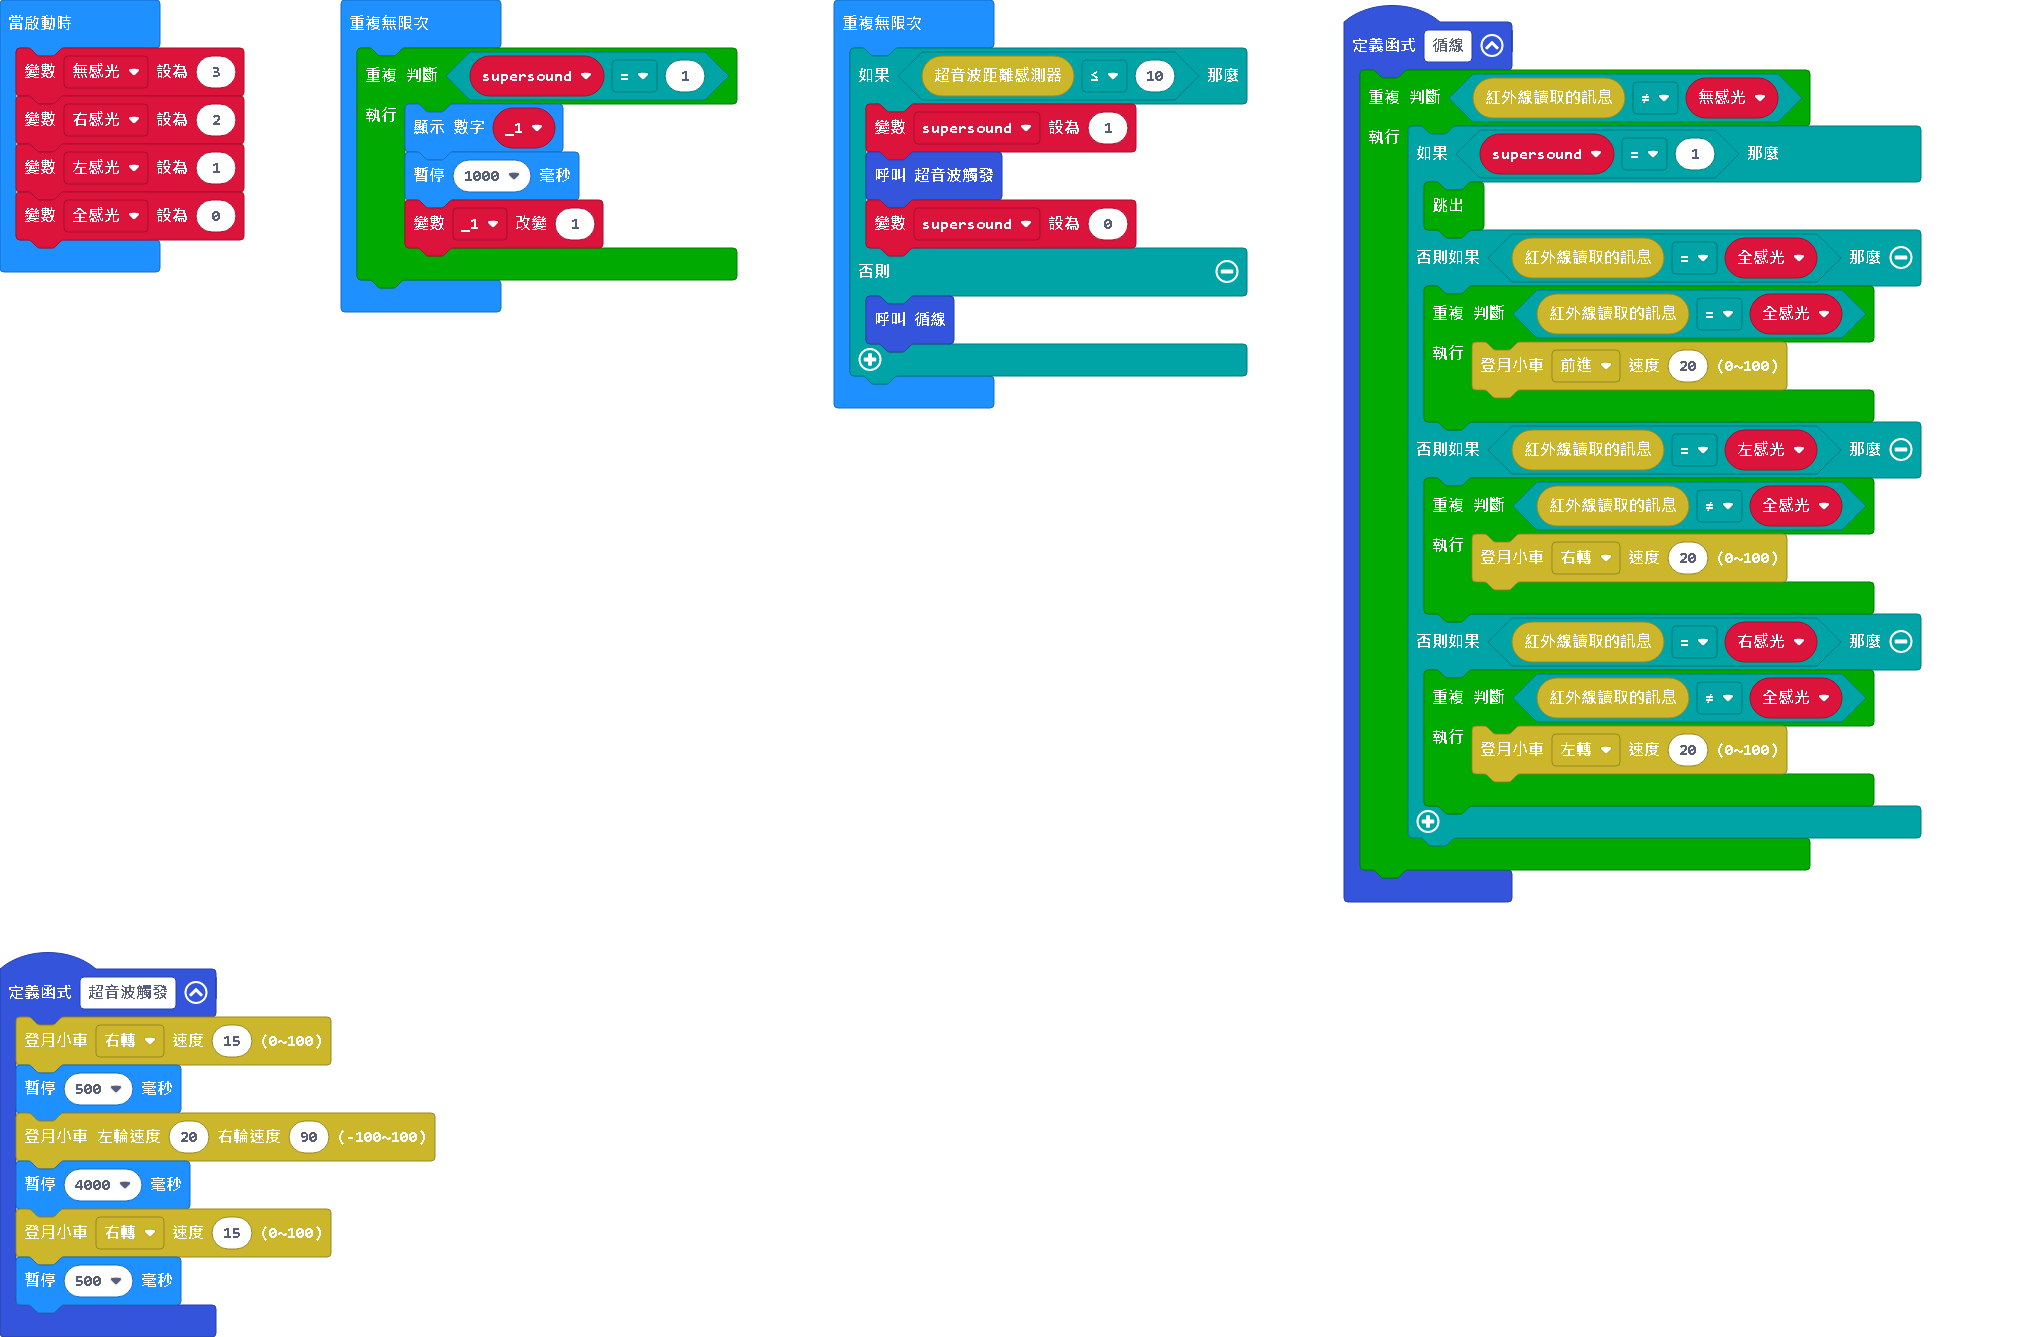 當啟動時
變數 無感光 設為 3
變數 右感光 設為 2
變數 左感光 設為 1
變數 全感光 設為 0
重複無限次
重複 判斷 supersound = 1
執行
顯示 數字 _1
暫停 1000 毫秒
變數 _1 改變 1
重複無限次
如果 超音波距離感測器 ≤ 10 那麼
變數 supersound 設為 1
呼叫 超音波觸發
變數 supersound 設為 0
否則
呼叫 循線
定義函式 循線
重複 判斷 紅外線讀取的訊息 ≠ 無感光
執行
如果 supersound = 1 那麼
跳出
否則如果 紅外線讀取的訊息 = 全感光 那麼
重複 判斷 紅外線讀取的訊息 = 全感光
執行
登月小車 前進 速度 20 (0~100)
否則如果 紅外線讀取的訊息 = 左感光 那麼
重複 判斷 紅外線讀取的訊息 ≠ 全感光
執行
登月小車 右轉 速度 20 (0~100)
否則如果 紅外線讀取的訊息 = 右感光 那麼
重複 判斷 紅外線讀取的訊息 ≠ 全感光
執行
登月小車 左轉 速度 20 (0~100)
定義函式 超音波觸發
登月小車 右轉 速度 15 (0~100)
暫停 500 毫秒
登月小車 左輪速度 20 右輪速度 90 (-100~100)
暫停 4000 毫秒
登月小車 右轉 速度 15 (0~100)
暫停 500 毫秒